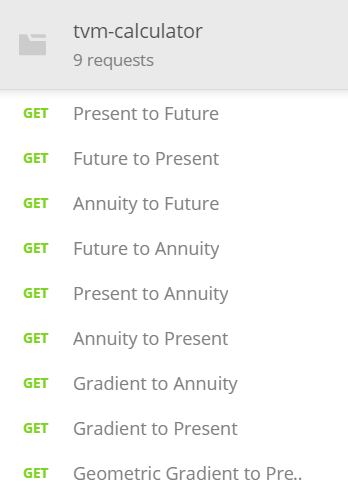 tvm-calculator
9 requests
GET Present to Future
GET Future to Present
GET Annuity to Future
GET Future to Annuity
GET Present to Annuity
GET Annuity to Present
GET Gradient to Annuity
GET Gradient to Present
GET Geometric Gradient to Pre..